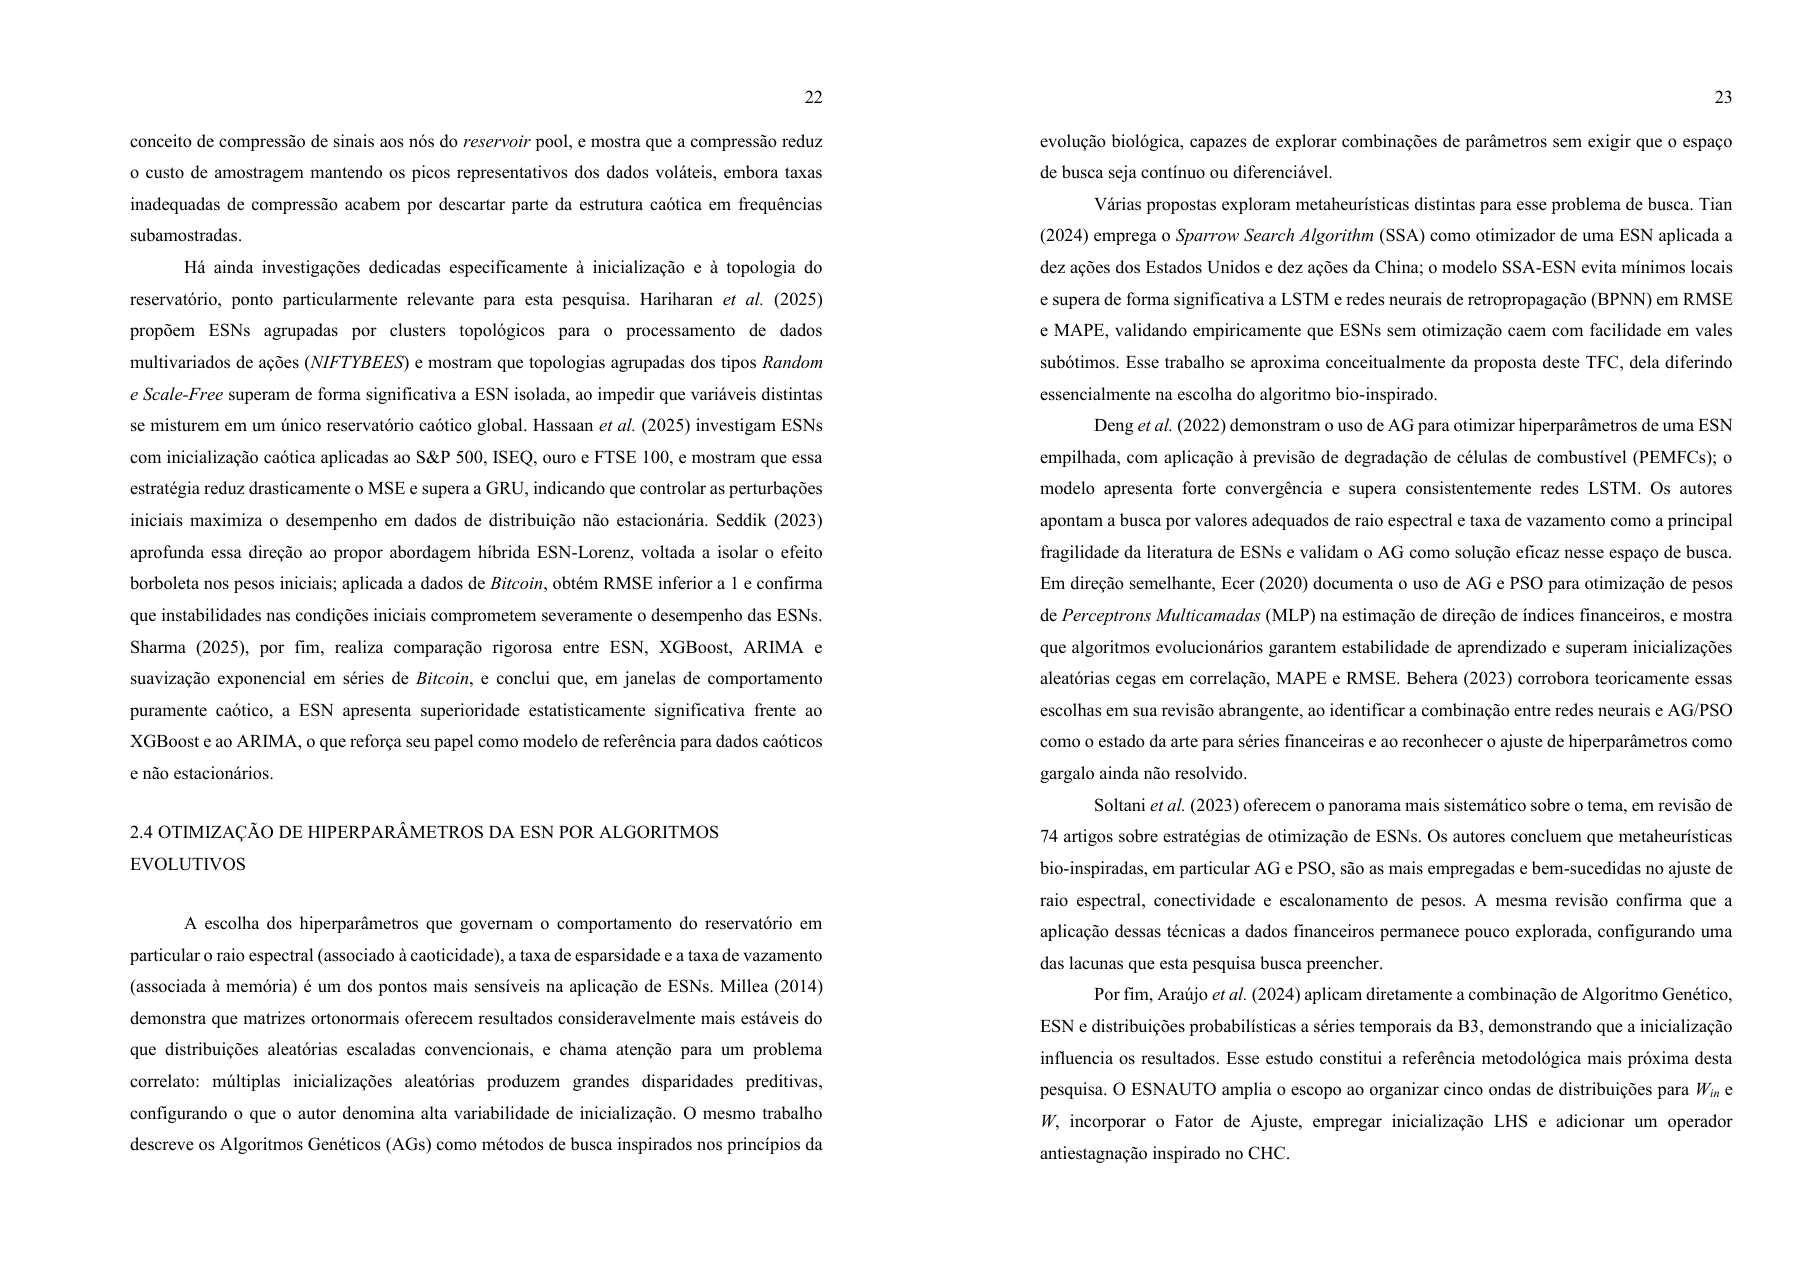 22
conceito de compressão de sinais aos nós do reservoir pool, e mostra que a compressão reduz
o custo de amostragem mantendo os picos representativos dos dados voláteis, embora taxas
inadequadas de compressão acabem por descartar parte da estrutura caótica em frequências
subamostradas.
Há ainda investigações dedicadas especificamente à inicialização e à topologia do
reservatório, ponto particularmente relevante para esta pesquisa. Hariharan et al. (2025)
propõem ESNs agrupadas por clusters topológicos para o processamento de dados
multivariados de ações (NIFTYBEES) e mostram que topologias agrupadas dos tipos Random
e Scale-Free superam de forma significativa a ESN isolada, ao impedir que variáveis distintas
se misturem em um único reservatório caótico global. Hassaan et al. (2025) investigam ESNs
com inicialização caótica aplicadas ao S&P 500, ISEQ, ouro e FTSE 100, e mostram que essa
estratégia reduz drasticamente o MSE e supera a GRU, indicando que controlar as perturbações
iniciais maximiza o desempenho em dados de distribuição não estacionária. Seddik (2023)
aprofunda essa direção ao propor abordagem híbrida ESN-Lorenz, voltada a isolar o efeito
borboleta nos pesos iniciais; aplicada a dados de Bitcoin, obtém RMSE inferior a 1 e confirma
que instabilidades nas condições iniciais comprometem severamente o desempenho das ESNs.
Sharma (2025), por fim, realiza comparação rigorosa entre ESN, XGBoost, ARIMA e
suavização exponencial em séries de Bitcoin, e conclui que, em janelas de comportamento
puramente caótico, a ESN apresenta superioridade estatisticamente significativa frente ao
XGBoost e ao ARIMA, o que reforça seu papel como modelo de referência para dados caóticos
e não estacionários.
2.4 OTIMIZAÇÃO DE HIPERPARÂMETROS DA ESN POR ALGORITMOS
EVOLUTIVOS
A escolha dos hiperparâmetros que governam o comportamento do reservatório em
particular o raio espectral (associado à caoticidade), a taxa de esparsidade e a taxa de vazamento
(associada à memória) é um dos pontos mais sensíveis na aplicação de ESNs. Millea (2014)
demonstra que matrizes ortonormais oferecem resultados consideravelmente mais estáveis do
que distribuições aleatórias escaladas convencionais, e chama atenção para um problema
correlato: múltiplas inicializações aleatórias produzem grandes disparidades preditivas,
configurando o que o autor denomina alta variabilidade de inicialização. O mesmo trabalho
descreve os Algoritmos Genéticos (AGs) como métodos de busca inspirados nos princípios da
23
evolução biológica, capazes de explorar combinações de parâmetros sem exigir que o espaço
de busca seja contínuo ou diferenciável.
Várias propostas exploram metaheurísticas distintas para esse problema de busca. Tian
(2024) emprega o Sparrow Search Algorithm (SSA) como otimizador de uma ESN aplicada a
dez ações dos Estados Unidos e dez ações da China; o modelo SSA-ESN evita mínimos locais
e supera de forma significativa a LSTM e redes neurais de retropropagação (BPNN) em RMSE
e MAPE, validando empiricamente que ESNs sem otimização caem com facilidade em vales
subótimos. Esse trabalho se aproxima conceitualmente da proposta deste TFC, dela diferindo
essencialmente na escolha do algoritmo bio-inspirado.
Deng et al. (2022) demonstram o uso de AG para otimizar hiperparâmetros de uma ESN
empilhada, com aplicação à previsão de degradação de células de combustível (PEMFCs); o
modelo apresenta forte convergência e supera consistentemente redes LSTM. Os autores
apontam a busca por valores adequados de raio espectral e taxa de vazamento como a principal
fragilidade da literatura de ESNs e validam o AG como solução eficaz nesse espaço de busca.
Em direção semelhante, Ecer (2020) documenta o uso de AG e PSO para otimização de pesos
de Perceptrons Multicamadas (MLP) na estimação de direção de índices financeiros, e mostra
que algoritmos evolucionários garantem estabilidade de aprendizado e superam inicializações
aleatórias cegas em correlação, MAPE e RMSE. Behera (2023) corrobora teoricamente essas
escolhas em sua revisão abrangente, ao identificar a combinação entre redes neurais e AG/PSO
como o estado da arte para séries financeiras e ao reconhecer o ajuste de hiperparâmetros como
gargalo ainda não resolvido.
Soltani et al. (2023) oferecem o panorama mais sistemático sobre o tema, em revisão de
74 artigos sobre estratégias de otimização de ESNs. Os autores concluem que metaheurísticas
bio-inspiradas, em particular AG e PSO, são as mais empregadas e bem-sucedidas no ajuste de
raio espectral, conectividade e escalonamento de pesos. A mesma revisão confirma que a
aplicação dessas técnicas a dados financeiros permanece pouco explorada, configurando uma
das lacunas que esta pesquisa busca preencher.
Por fim, Araújo et al. (2024) aplicam diretamente a combinação de Algoritmo Genético,
ESN e distribuições probabilísticas a séries temporais da B3, demonstrando que a inicialização
influencia os resultados. Esse estudo constitui a referência metodológica mais próxima desta
pesquisa. O ESNAUTO amplia o escopo ao organizar cinco ondas de distribuições para Win e
W, incorporar o Fator de Ajuste, empregar inicialização LHS e adicionar um operador
antiestagnação inspirado no CHC.